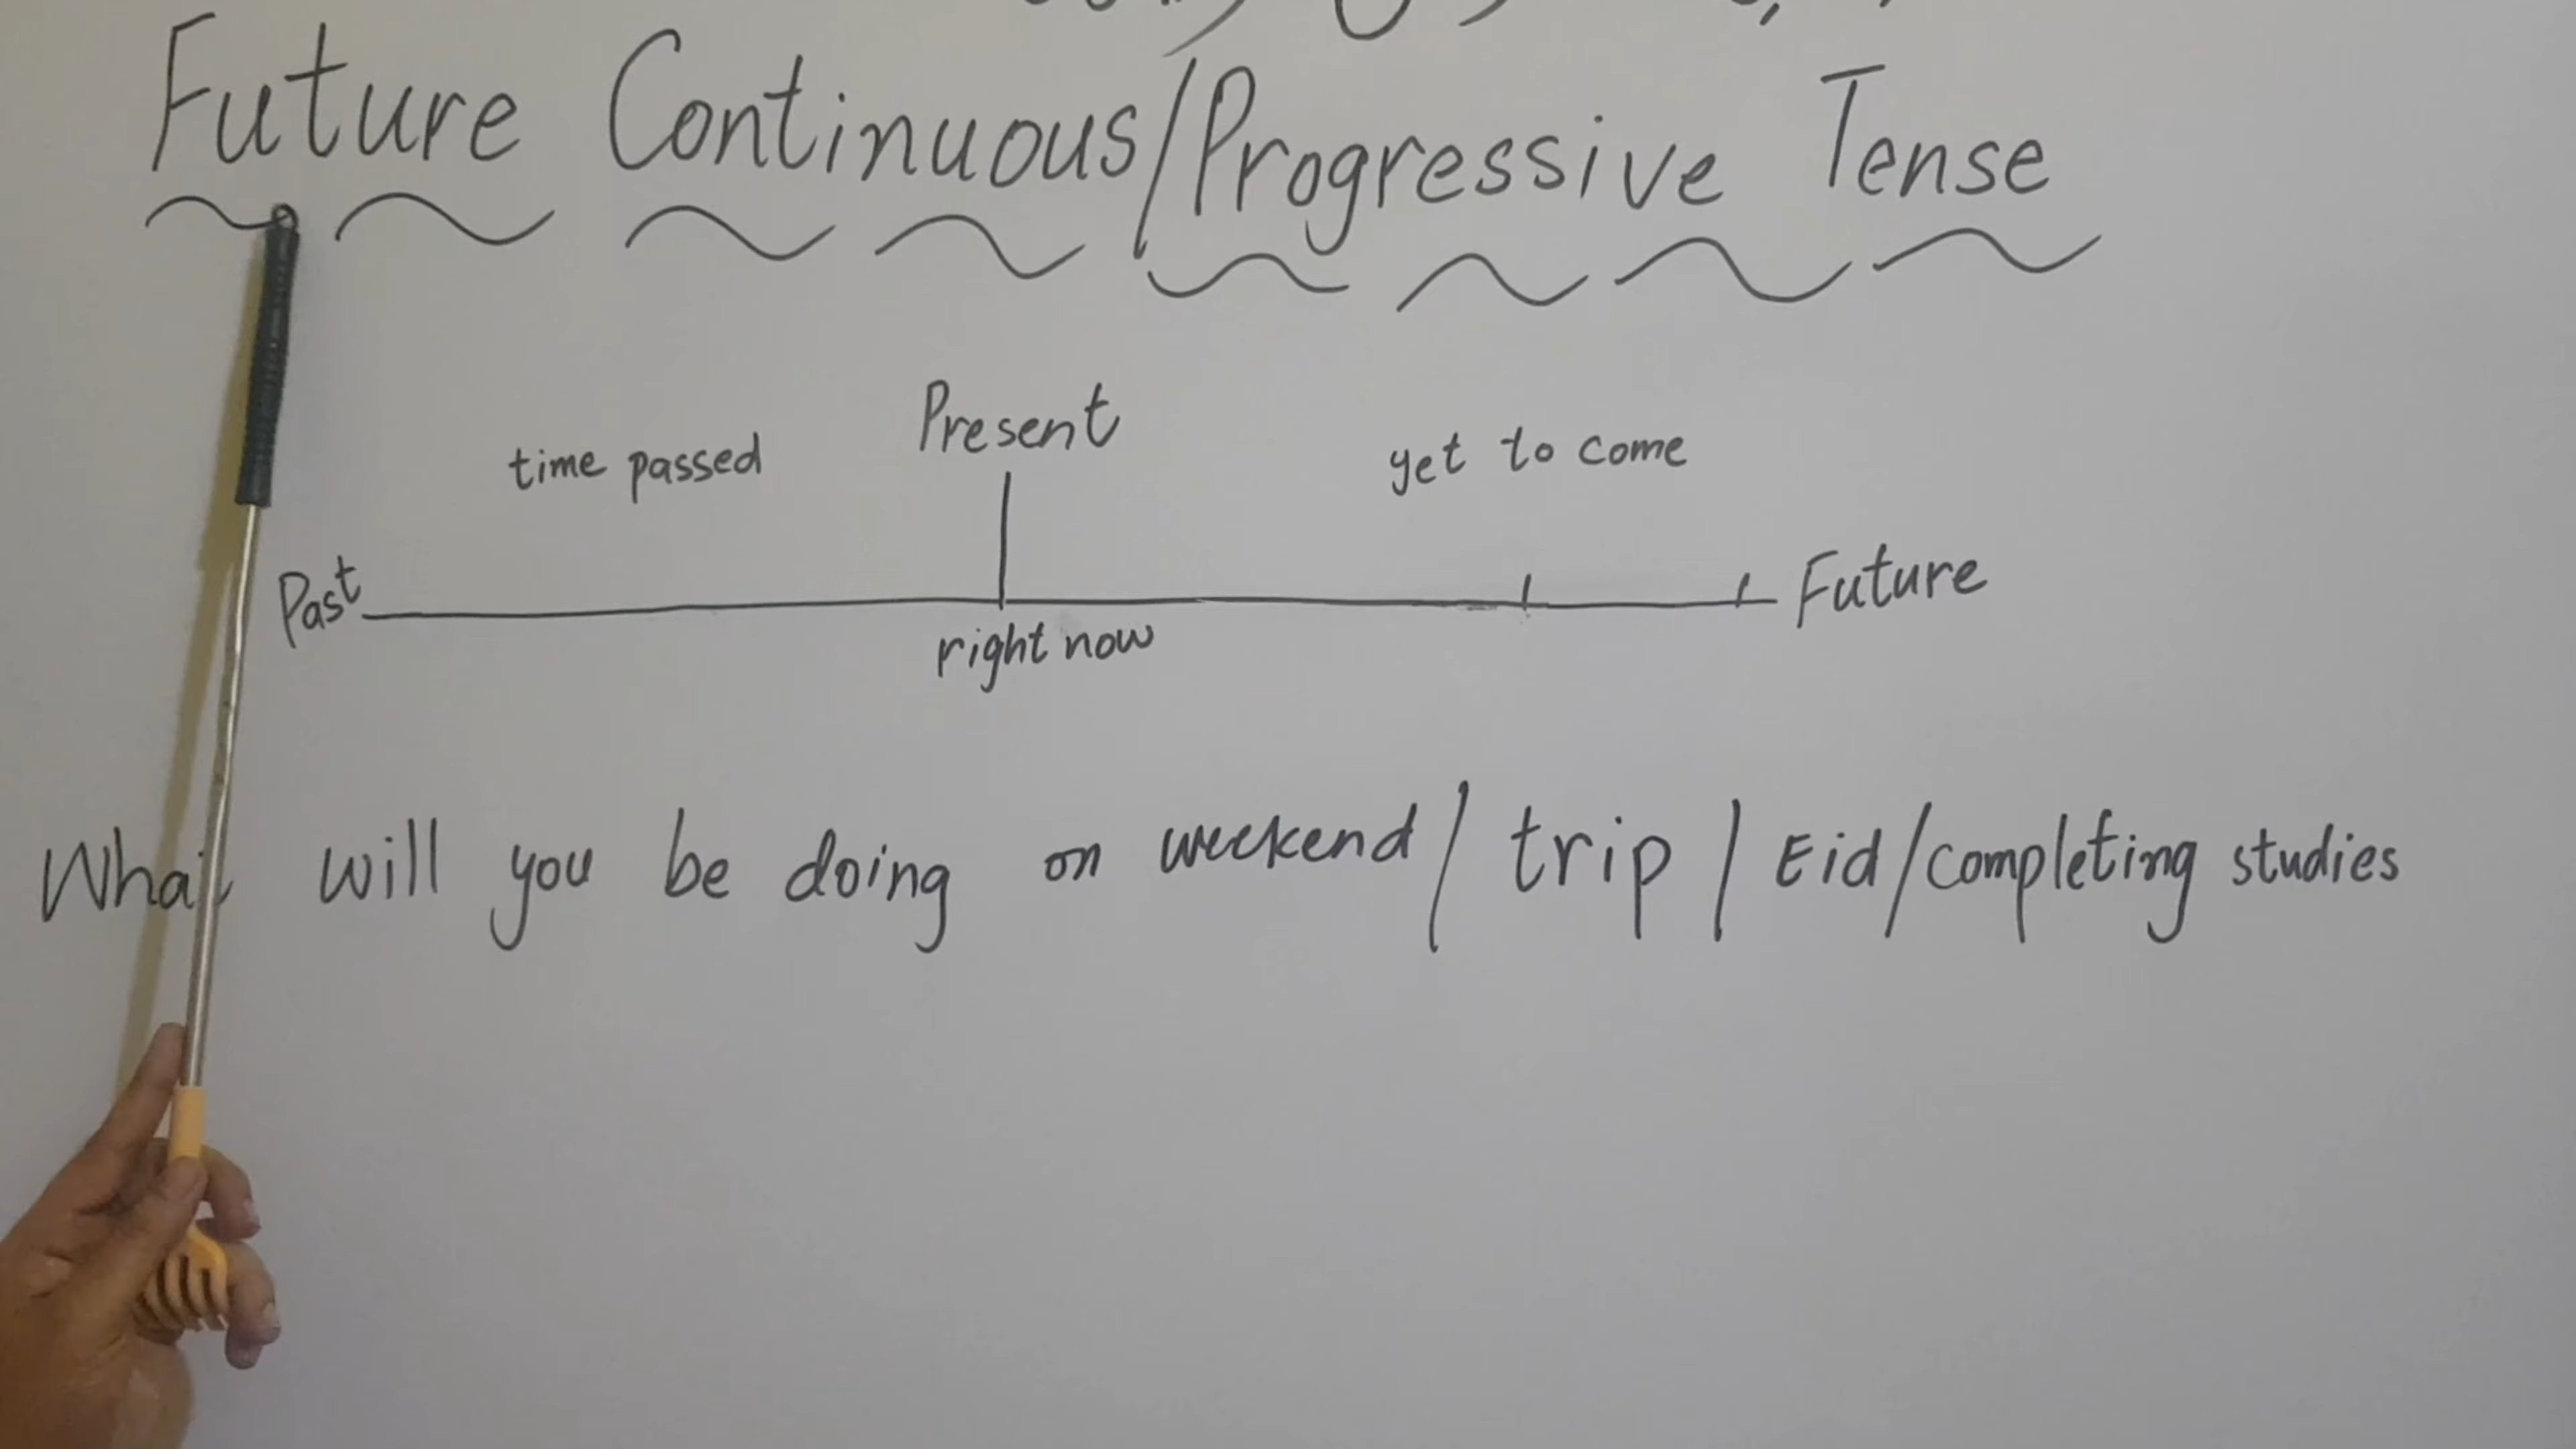 Future Continuous/Progressive Tense
Present
time passed yet to come
Past Future
right now
What will you be doing on weekend/ trip / Eid/completing studies